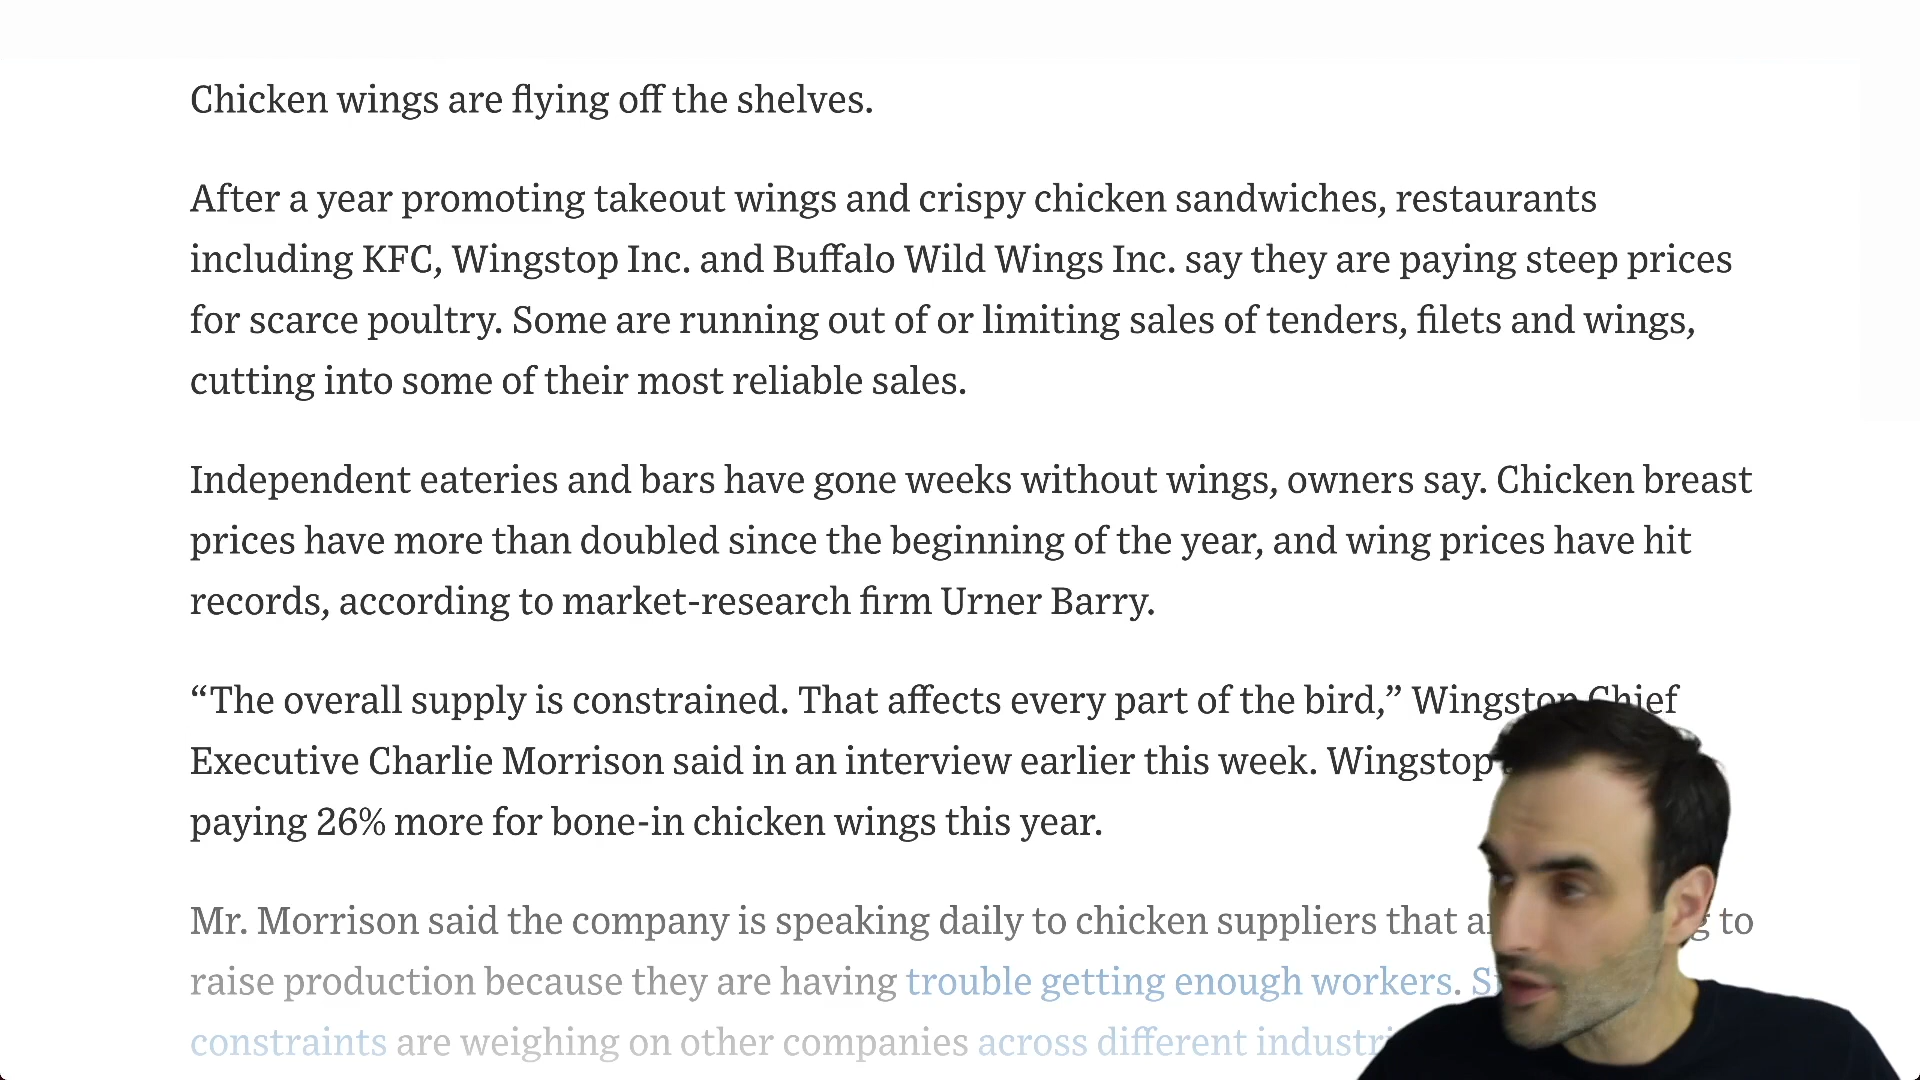 Chicken wings are flying off the shelves.
After a year promoting takeout wings and crispy chicken sandwiches, restaurants
including KFC, Wingstop Inc. and Buffalo Wild Wings Inc. say they are paying steep prices
for scarce poultry. Some are running out of or limiting sales of tenders, filets and wings,
cutting into some of their most reliable sales.
Independent eateries and bars have gone weeks without wings, owners say. Chicken breast
prices have more than doubled since the beginning of the year, and wing prices have hit
records, according to market-research firm Urner Barry.
“The overall supply is constrained. That affects every part of the bird,” Wingstop Chief
Executive Charlie Morrison said in an interview earlier this week. Wingstop
paying 26% more for bone-in chicken wings this year.
Mr. Morrison said the company is speaking daily to chicken suppliers that to
raise production because they are having trouble getting enough workers.
constraints are weighing on other companies across different